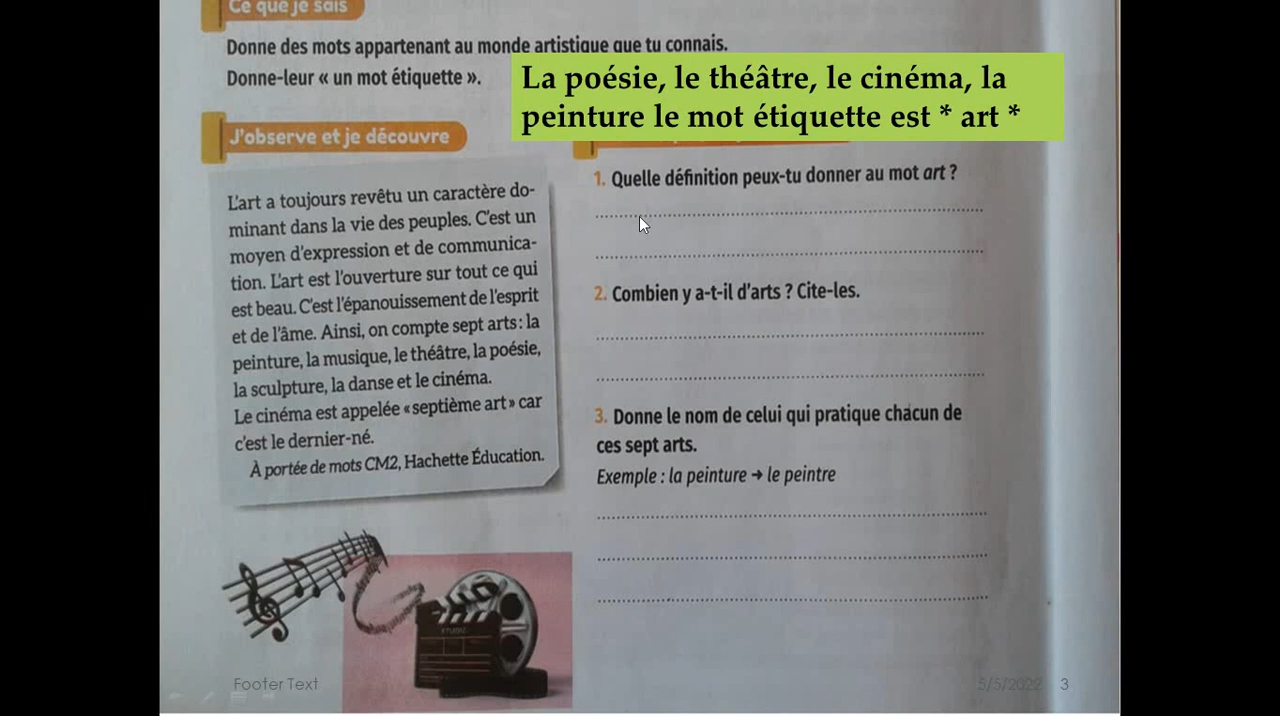 Ce que je sais
Donne des mots appartenant au monde artistique que tu connais.
Donne-leur « un mot étiquette ».
La poésie, le théâtre, le cinéma, la
peinture le mot étiquette est * art *
J'observe et je découvre
L'art a toujours revêtu un caractère do-
minant dans la vie des peuples. C'est un
moyen d'expression et de communica-
tion. L'art est l'ouverture sur tout ce qui
est beau. C'est l'épanouissement de l'esprit
et de l'âme. Ainsi, on compte sept arts : la
peinture, la musique, le théâtre, la poésie,
la sculpture, la danse et le cinéma.
Le cinéma est appelée « septième art » car
c'est le dernier-né.
À portée de mots CM2, Hachette Éducation.
1. Quelle définition peux-tu donner au mot art ?
2. Combien y a-t-il d'arts ? Cite-les.
3. Donne le nom de celui qui pratique chacun de
ces sept arts.
Exemple : la peinture → le peintre
Footer Text
5/5/2022
3